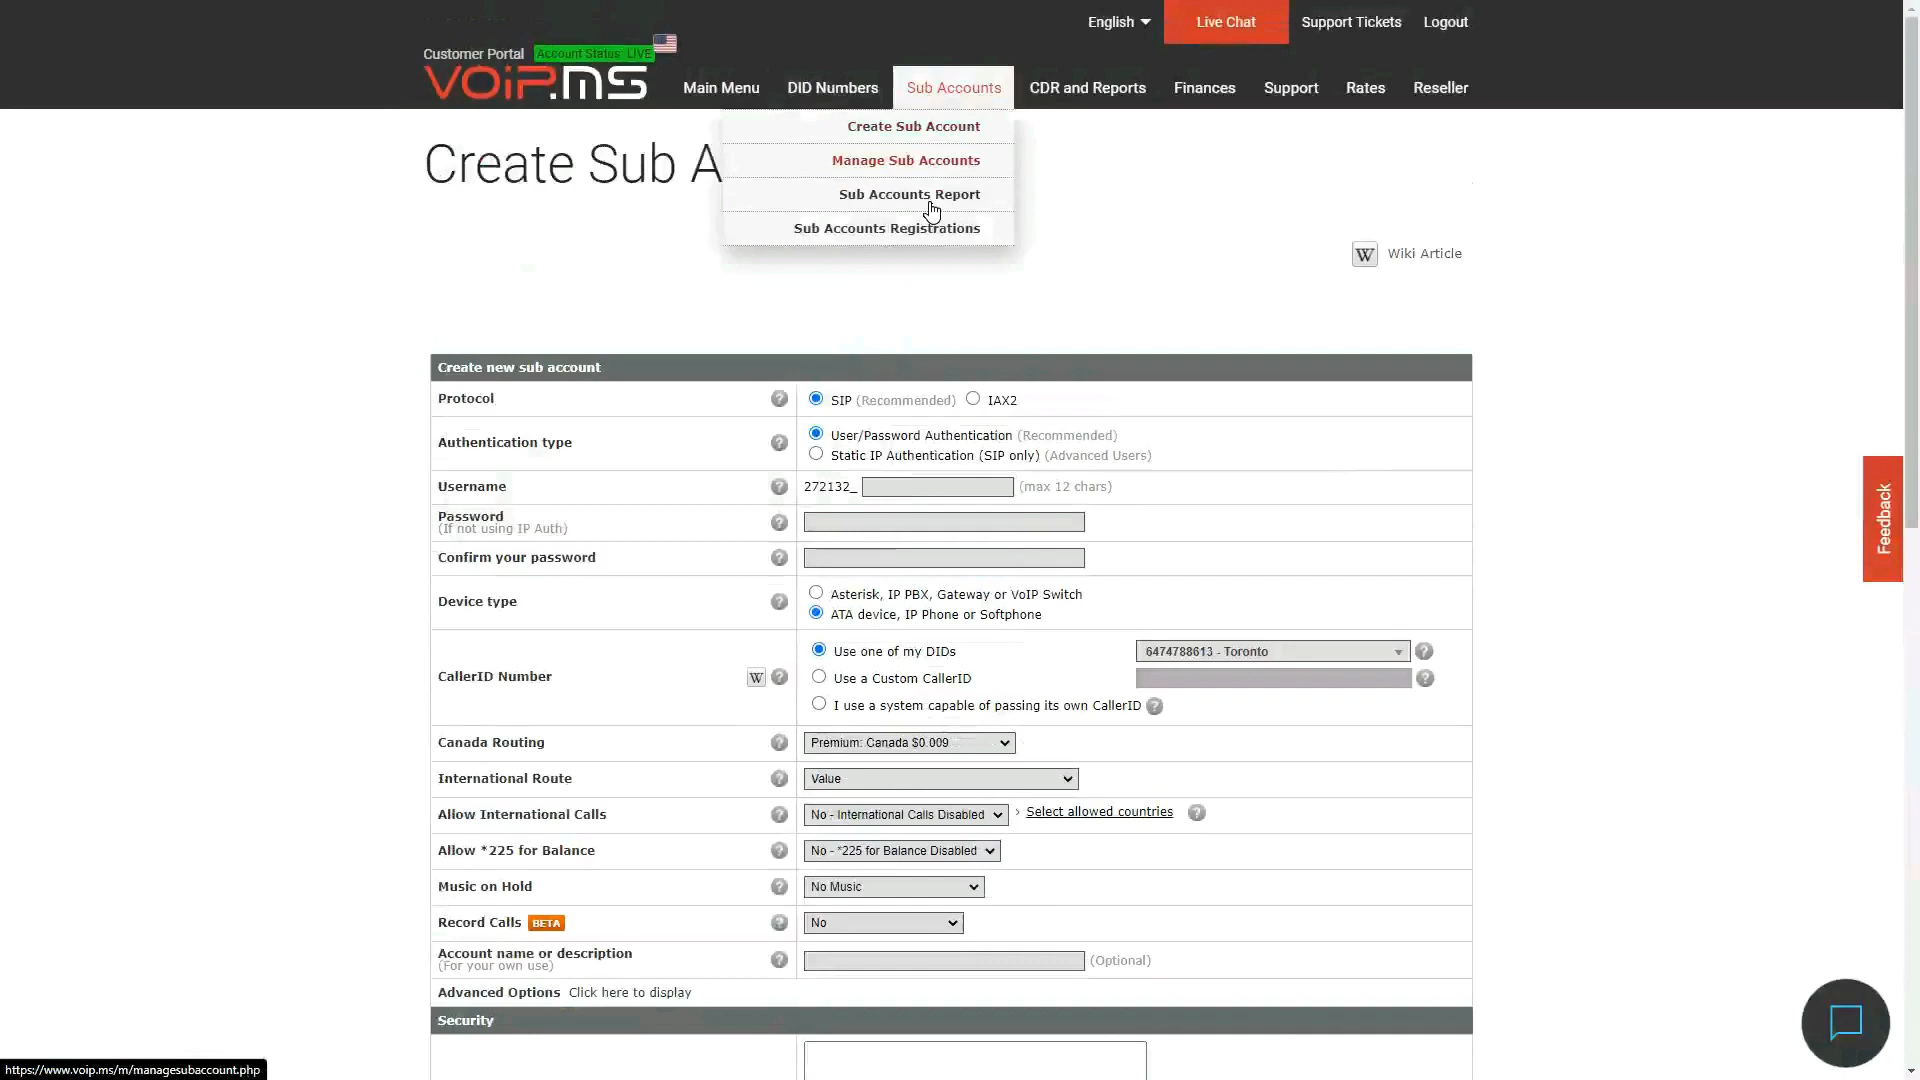 English
Live Chat
Support Tickets
Logout
Customer Portal
Account Status: LIVE
VOiP.MS
Main Menu
DID Numbers
Sub Accounts
CDR and Reports
Finances
Support
Rates
Reseller
Create Sub Account
Manage Sub Accounts
Sub Accounts Report
Sub Accounts Registrations
Create Sub A
W Wiki Article
Create new sub account
Protocol ? SIP (Recommended) IAX2
Authentication type ? User/Password Authentication (Recommended)
Static IP Authentication (SIP only) (Advanced Users)
Username ? 272132_ (max 12 chars)
Password ?
(If not using IP Auth)
Confirm your password ?
Device type ? Asterisk, IP PBX, Gateway or VoIP Switch
ATA device, IP Phone or Softphone
CallerID Number W ? Use one of my DIDs 6474788613 - Toronto ?
Use a Custom CallerID ?
I use a system capable of passing its own CallerID ?
Canada Routing ? Premium: Canada $0.009
International Route ? Value
Allow International Calls ? No - International Calls Disabled › Select allowed countries ?
Allow *225 for Balance ? No - *225 for Balance Disabled
Music on Hold ? No Music
Record Calls BETA ? No
Account name or description ? (Optional)
(For your own use)
Advanced Options Click here to display
Security
Feedback
https://www.voip.ms/m/managesubaccount.php